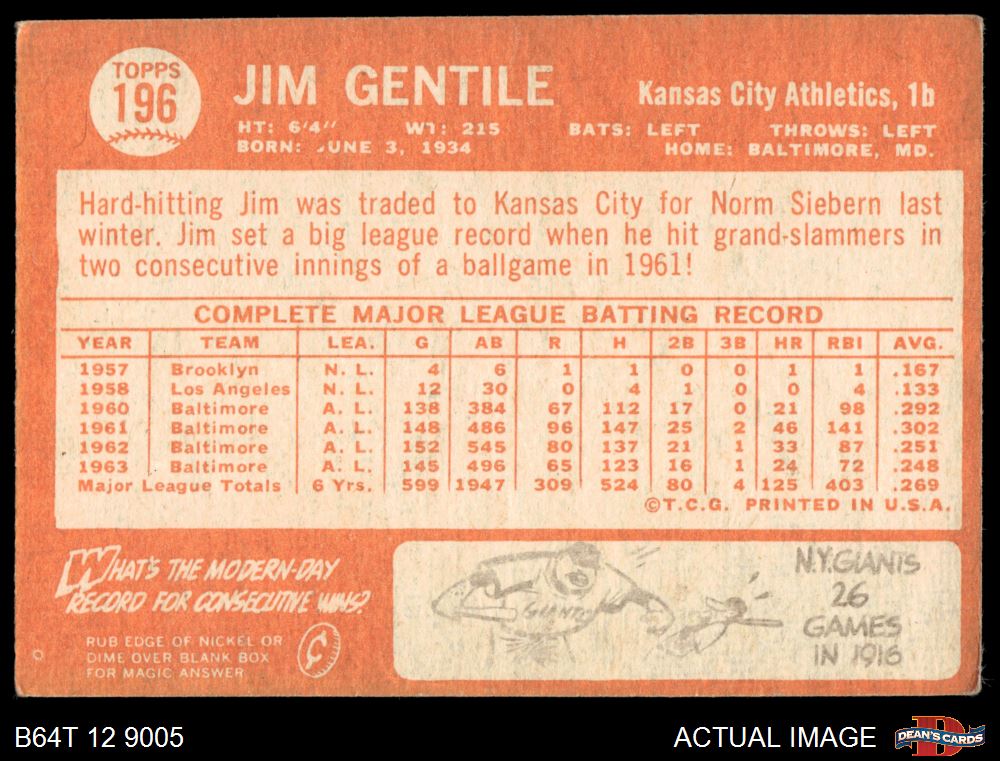 TOPPS
196
JIM GENTILE
Kansas City Athletics, 1b
HT: 6'4" WT: 215 BATS: LEFT THROWS: LEFT
BORN: JUNE 3, 1934 HOME: BALTIMORE, MD.
Hard-hitting Jim was traded to Kansas City for Norm Siebern last
winter. Jim set a big league record when he hit grand-slammers in
two consecutive innings of a ballgame in 1961!
COMPLETE MAJOR LEAGUE BATTING RECORD
YEAR TEAM LEA. G AB R H 2B 3B HR RBI AVG.
1957 Brooklyn N. L. 4 6 1 1 0 0 1 1 .167
1958 Los Angeles N. L. 12 30 0 4 1 0 0 4 .133
1960 Baltimore A. L. 138 384 67 112 17 0 21 98 .292
1961 Baltimore A. L. 148 486 96 147 25 2 46 141 .302
1962 Baltimore A. L. 152 545 80 137 21 1 33 87 .251
1963 Baltimore A. L. 145 496 65 123 16 1 24 72 .248
Major League Totals 6 Yrs. 599 1947 309 524 80 4 125 403 .269
©T.C.G. PRINTED IN U.S.A.
WHAT'S THE MODERN-DAY
RECORD FOR CONSECUTIVE WINS?
RUB EDGE OF NICKEL OR
DIME OVER BLANK BOX
FOR MAGIC ANSWER
GIANTS
N.Y. GIANTS
26
GAMES
IN 1916
B64T 12 9005
ACTUAL IMAGE
DEAN'S CARDS